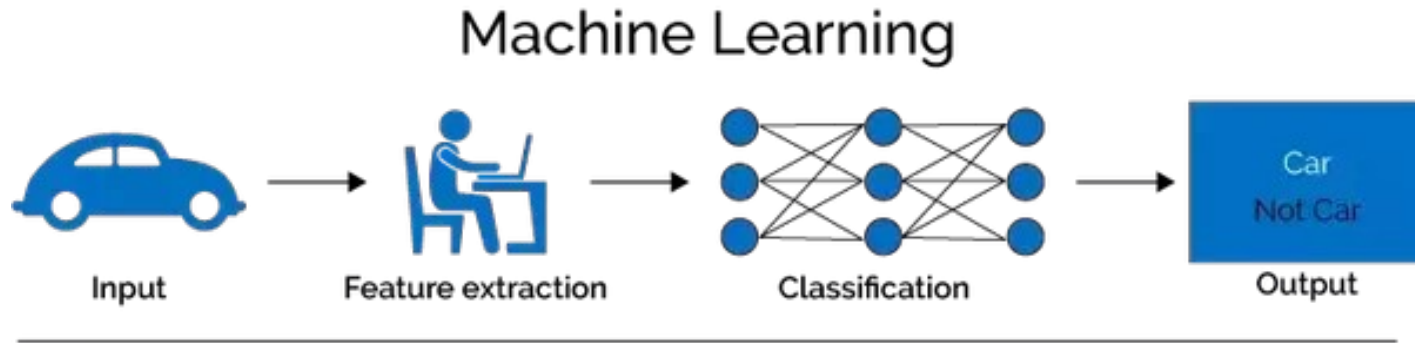 Machine Learning
Car
Not Car
Input
Feature extraction
Classification
Output